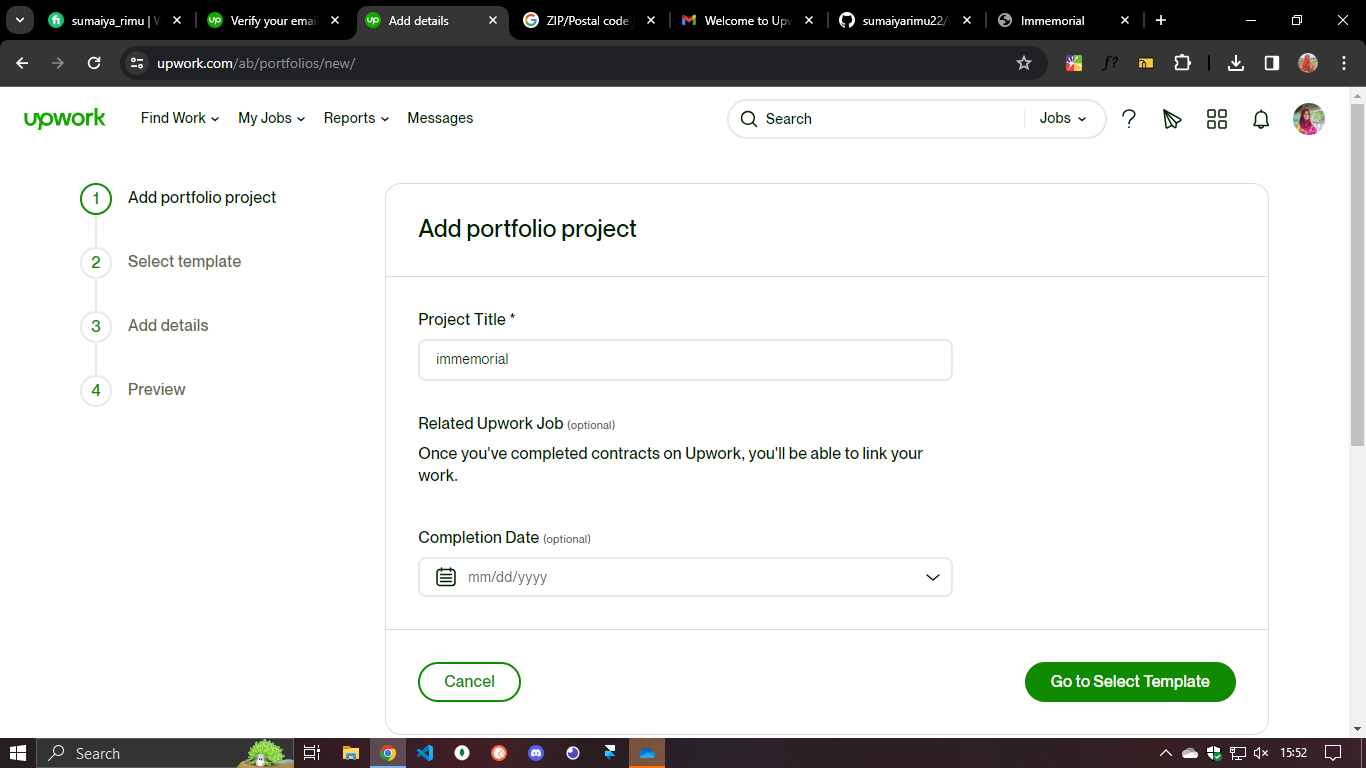 sumaiya_rimu | V
Verify your emai
Add details
ZIP/Postal code
Welcome to Upw
sumaiyarimu22/i
Immemorial
upwork.com/ab/portfolios/new/
upwork
Find Work
My Jobs
Reports
Messages
Search
Jobs
1 Add portfolio project
2 Select template
3 Add details
4 Preview
Add portfolio project
Project Title *
immemorial
Related Upwork Job (optional)
Once you've completed contracts on Upwork, you'll be able to link your
work.
Completion Date (optional)
mm/dd/yyyy
Cancel
Go to Select Template
Search
15:52